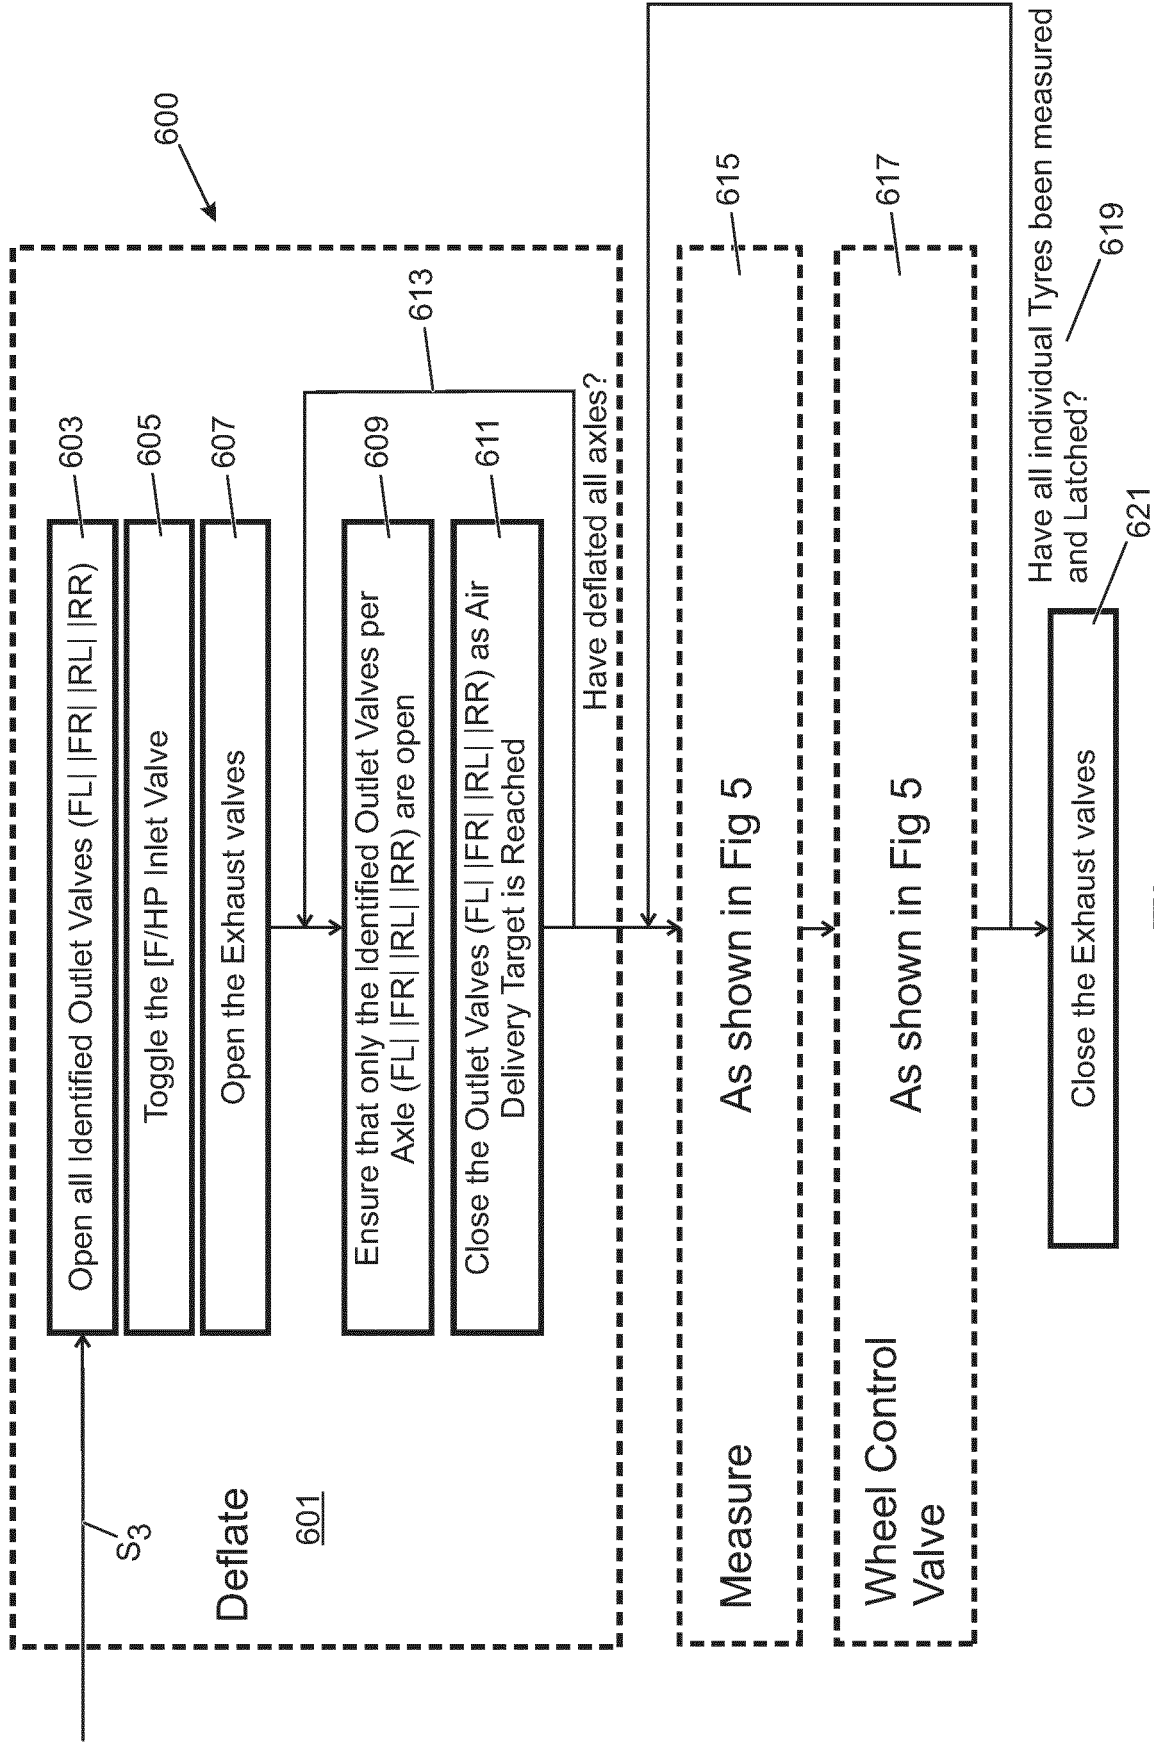 600
S3
Deflate
601
Open all Identified Outlet Valves (FL| |FR| |RL| |RR)
603
Toggle the [F/HP Inlet Valve
605
Open the Exhaust valves
607
Ensure that only the Identified Outlet Valves per
Axle (FL| |FR| |RL| |RR) are open
609
Close the Outlet Valves (FL| |FR| |RL| |RR) as Air
Delivery Target is Reached
611
613
Have deflated all axles?
Measure
As shown in Fig 5
615
Wheel Control
Valve
As shown in Fig 5
617
Have all individual Tyres been measured
and Latched?
619
Close the Exhaust valves
621